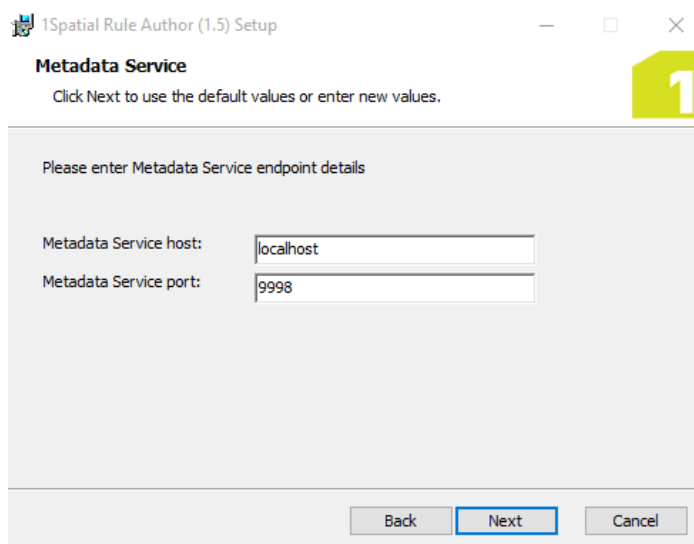 1Spatial Rule Author (1.5) Setup
Metadata Service
Click Next to use the default values or enter new values.
1
Please enter Metadata Service endpoint details
Metadata Service host: localhost
Metadata Service port: 9998
Back Next Cancel